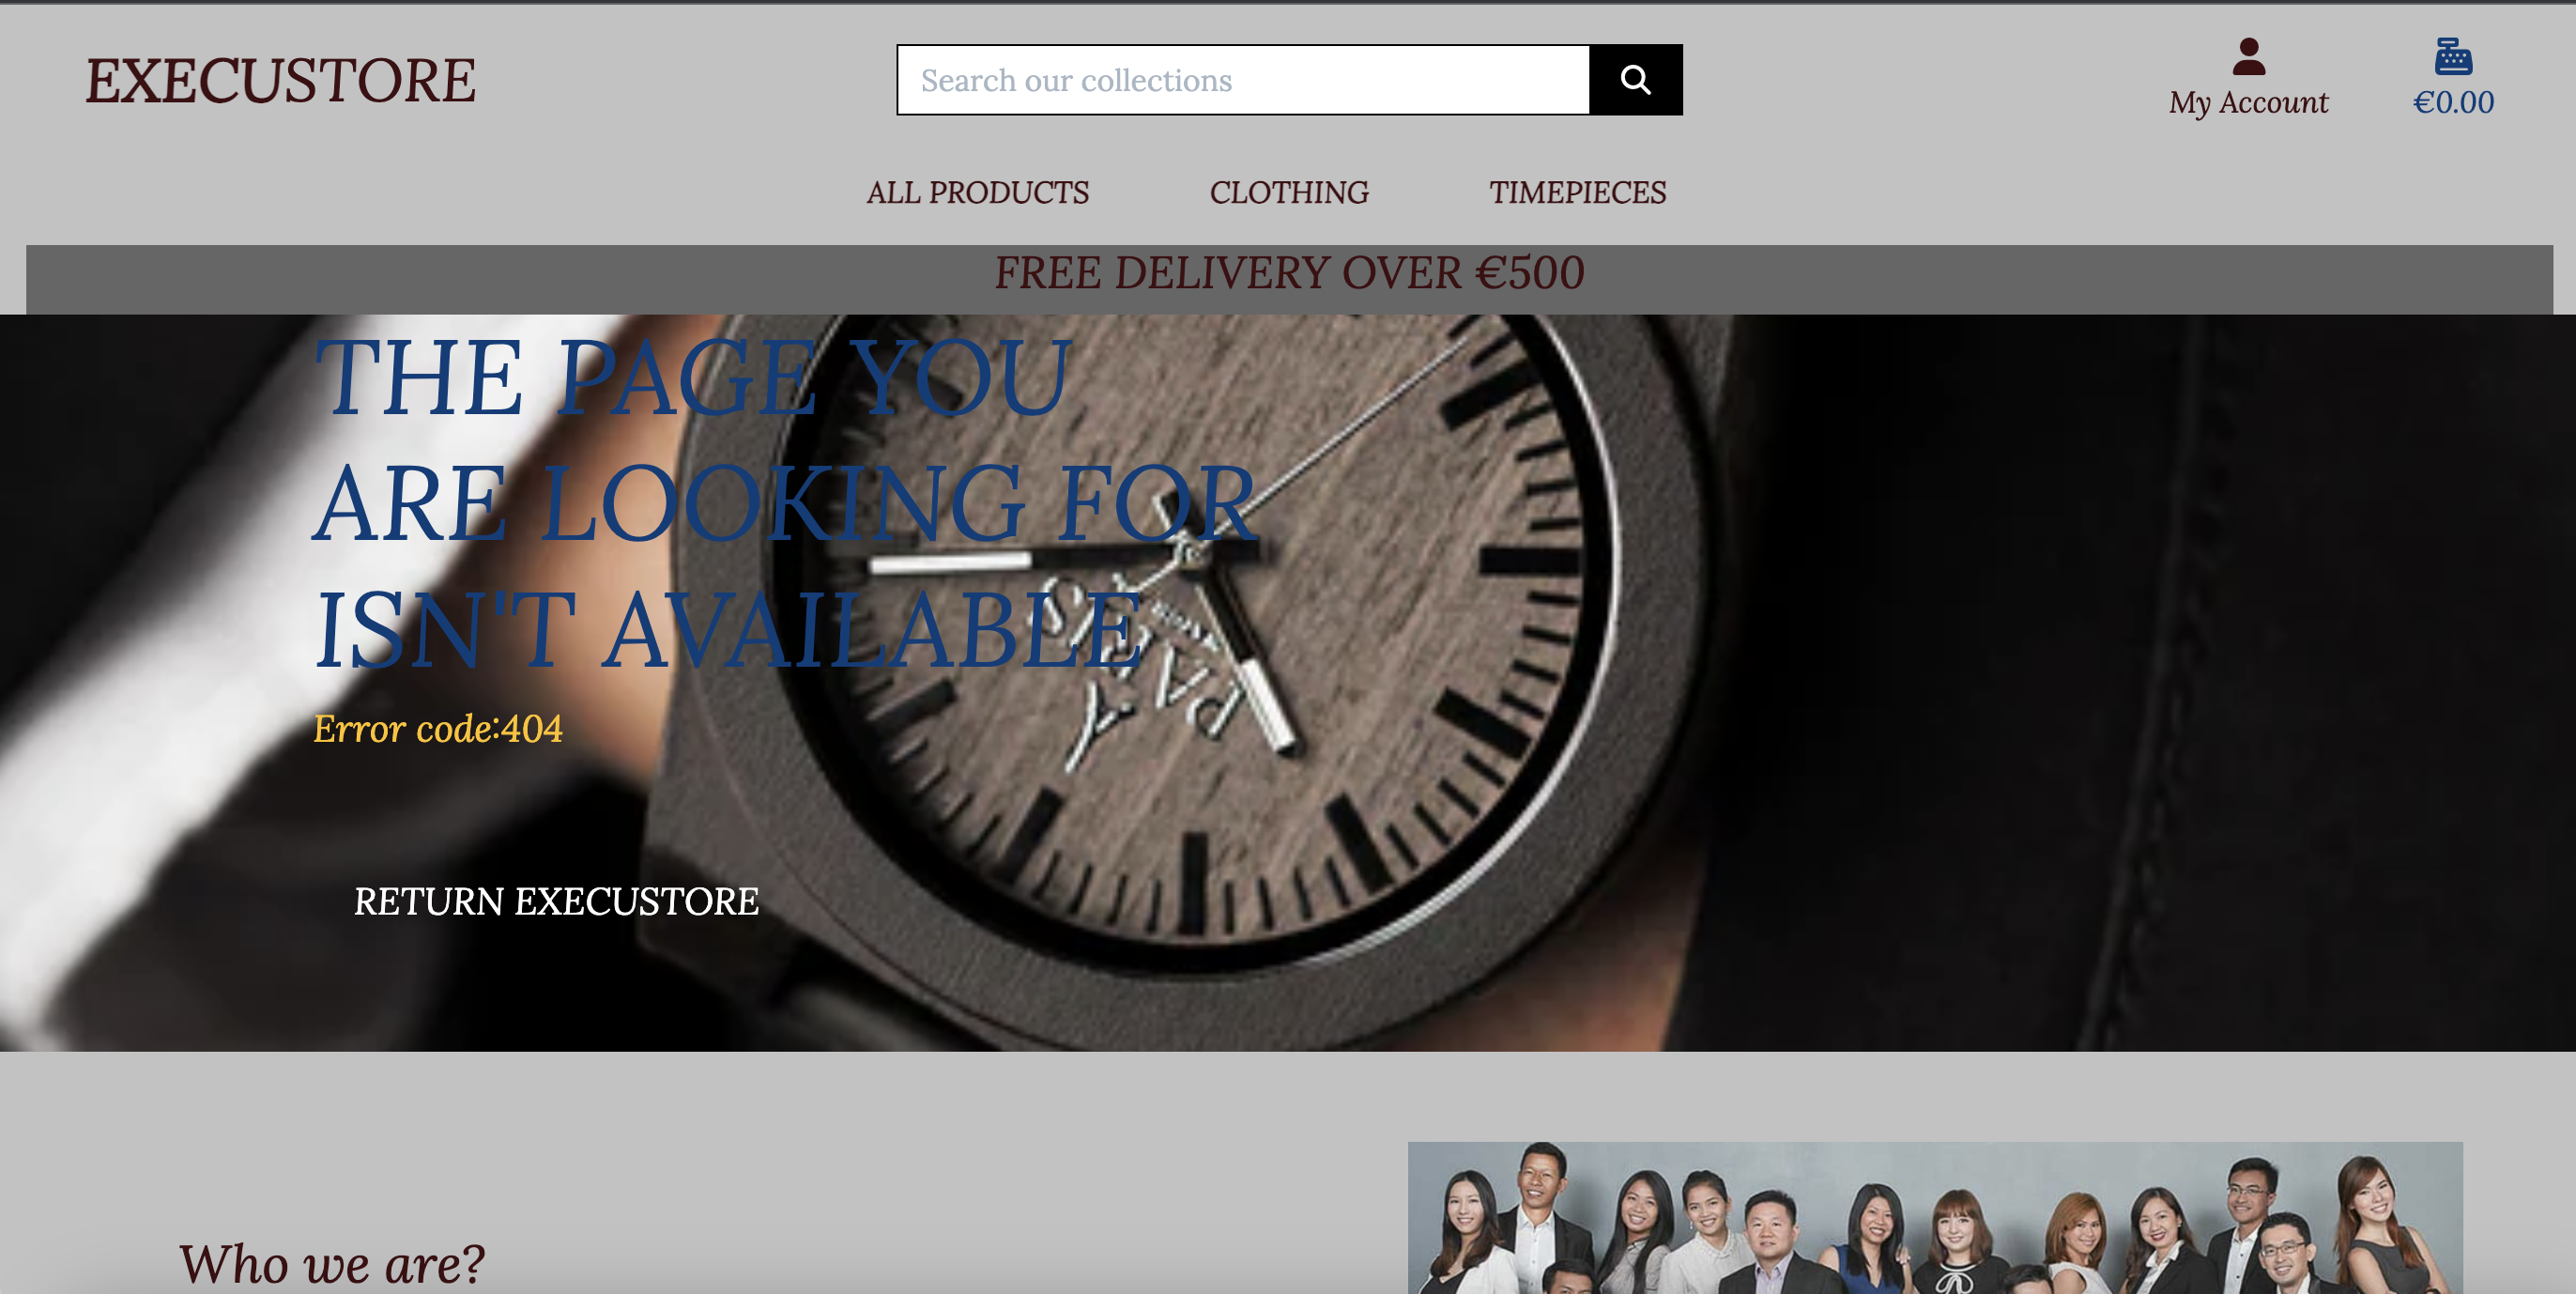 EXECUSTORE
Search our collections
My Account
€0.00
ALL PRODUCTS
CLOTHING
TIMEPIECES
FREE DELIVERY OVER €500
THE PAGE YOU
ARE LOOKING FOR
ISN'T AVAILABLE
Error code:404
RETURN EXECUSTORE
Who we are?